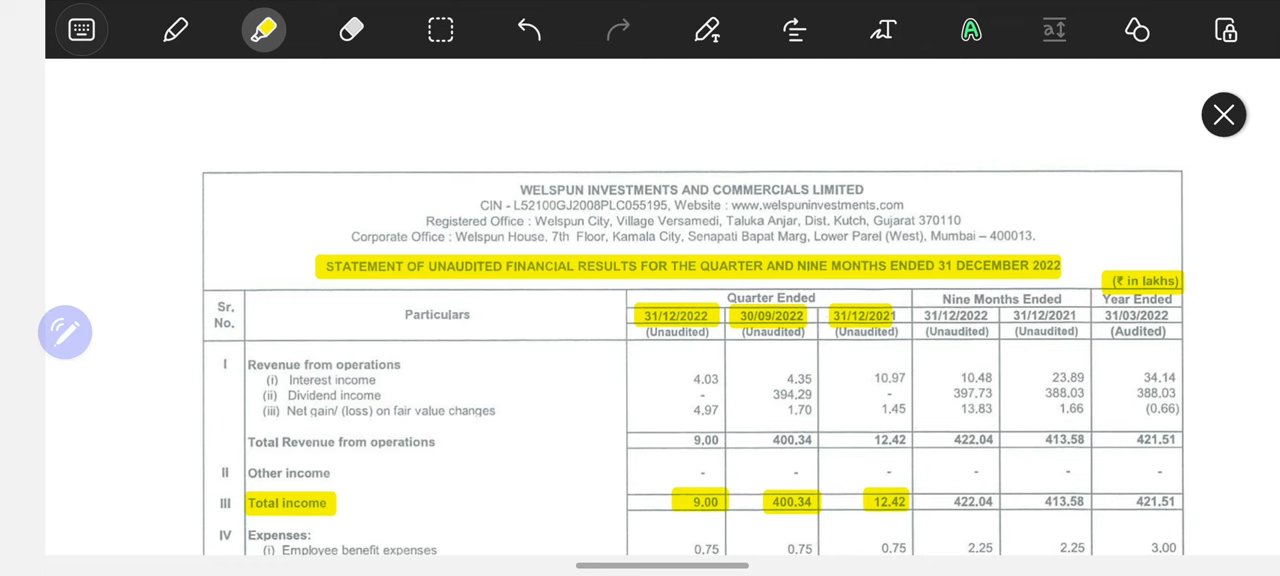 WELSPUN INVESTMENTS AND COMMERCIALS LIMITED
CIN - L52100GJ2008PLC055195, Website : www.welspuninvestments.com
Registered Office : Welspun City, Village Versamedi, Taluka Anjar, Dist. Kutch, Gujarat 370110
Corporate Office : Welspun House, 7th Floor, Kamala City, Senapati Bapat Marg, Lower Parel (West), Mumbai – 400013.
STATEMENT OF UNAUDITED FINANCIAL RESULTS FOR THE QUARTER AND NINE MONTHS ENDED 31 DECEMBER 2022
(₹ in lakhs)
Sr. No. Particulars Quarter Ended Nine Months Ended Year Ended
31/12/2022 30/09/2022 31/12/2021 31/12/2022 31/12/2021 31/03/2022
(Unaudited) (Unaudited) (Unaudited) (Unaudited) (Unaudited) (Audited)
I Revenue from operations
(i) Interest income 4.03 4.35 10.97 10.48 23.89 34.14
(ii) Dividend income - 394.29 - 397.73 388.03 388.03
(iii) Net gain/ (loss) on fair value changes 4.97 1.70 1.45 13.83 1.66 (0.66)
Total Revenue from operations 9.00 400.34 12.42 422.04 413.58 421.51
II Other income - - - - - -
III Total income 9.00 400.34 12.42 422.04 413.58 421.51
IV Expenses:
(i) Employee benefit expenses 0.75 0.75 0.75 2.25 2.25 3.00